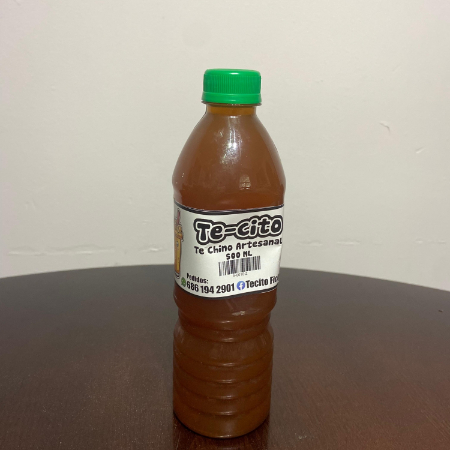 Te-cito
Te Chino Artesanal
500 ML
Pedidos:
686 194 2901 Tecito